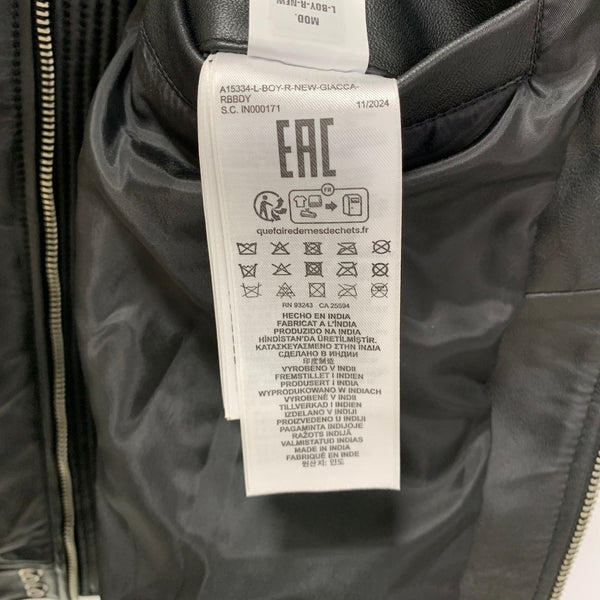 MOD.
L-BOY-R-NEW
A15334-L-BOY-R-NEW-GIACCA-
RBBDY
S.C. IN000171 11/2024
EAC
FR
quefairedemesdechets.fr
RN 93243 CA 25594
HECHO EN INDIA
FABRICAT A L'ÍNDIA
PRODUZIDO NA INDIA
HİNDİSTAN'DA ÜRETİLMİŞTİR.
ΚΑΤΑΣΚΕΥΑΣΜΕΝΟ ΣΤΗΝ ΙΝΔΙΑ
СДЕЛАНО В ИНДИИ
印度制造
VYROBENO V INDII
FREMSTILLET I INDIEN
PRODUSERT I INDIA
WYPRODUKOWANO W INDIACH
VYROBENÉ V INDII
TILLVERKAD I INDIEN
IZDELANO V INDIJI
PROIZVEDENO U INDIJI
PAGAMINTA INDIJOJE
RAŽOTS INDIJĀ
VALMISTATUD INDIAS
MADE IN INDIA
FABRIQUÉ EN INDE
원산지: 인도